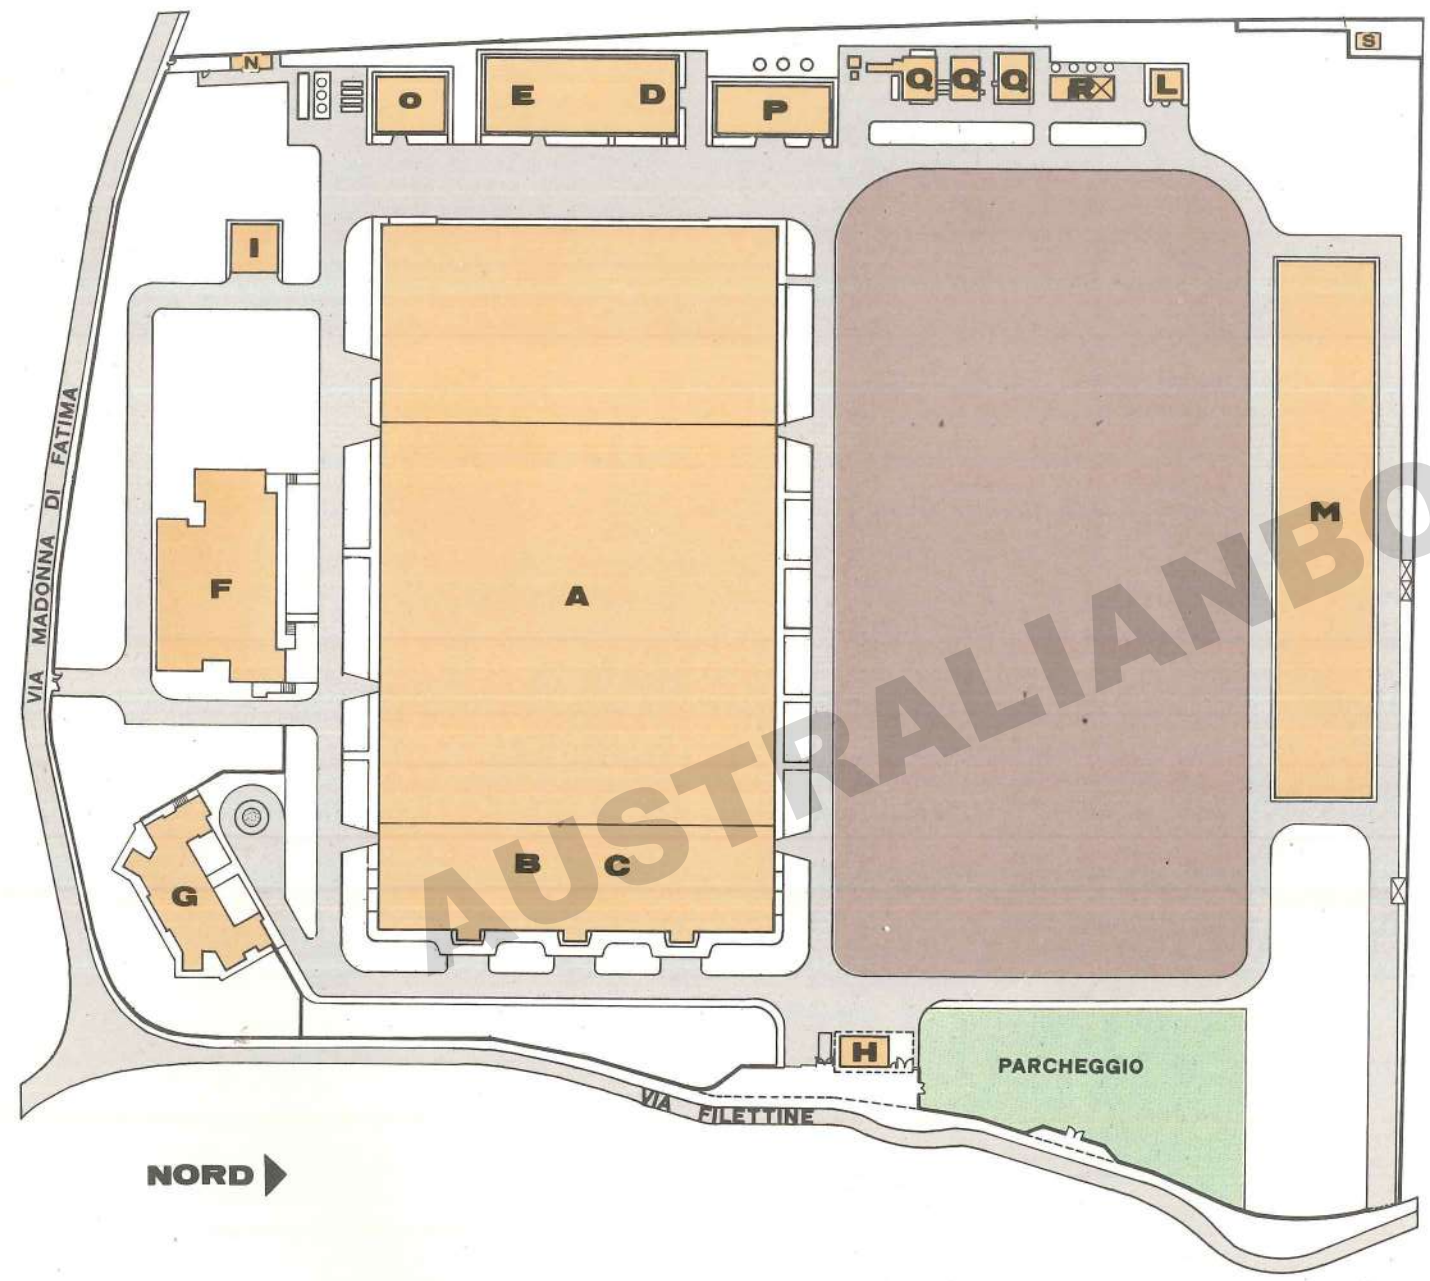 S
N
O
E
D
P
Q
Q
Q
R
L
I
VIA MADONNA DI FATIMA
M
F
A
AUSTRALIANBO
B
C
G
H
PARCHEGGIO
VIA FILETTINE
NORD